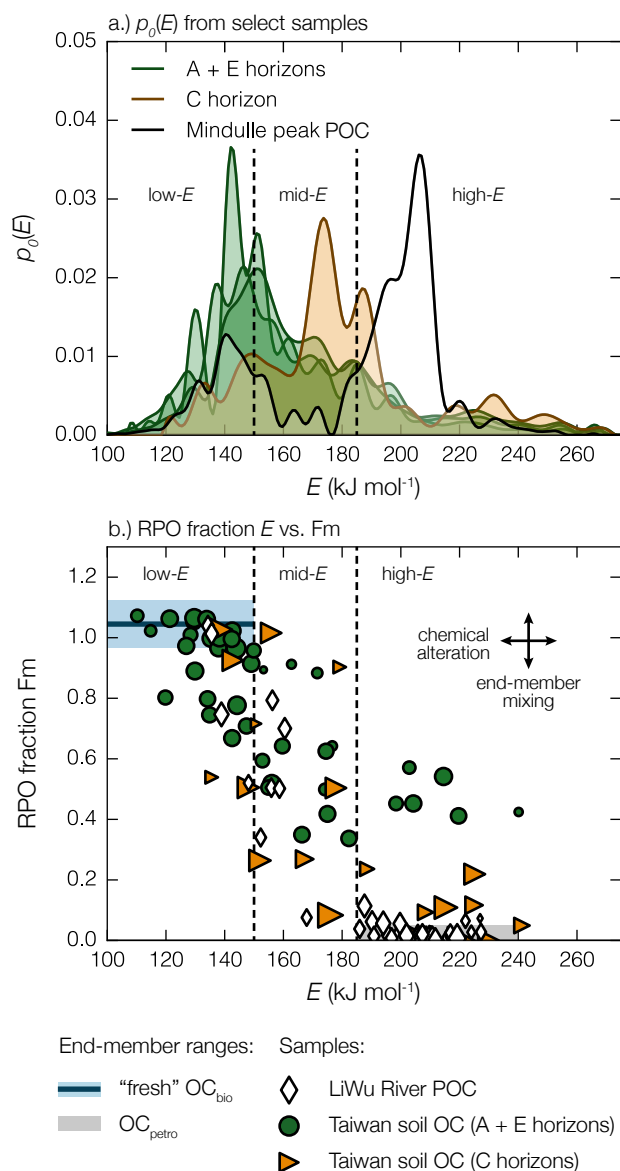 a.) p₀(E) from select samples
0.05
A + E horizons
C horizon
0.04
Mindulle peak POC
low-E
mid-E
high-E
0.03
p₀(E)
0.02
0.01
0.00
100 120 140 160 180 200 220 240 260
E (kJ mol⁻¹)
b.) RPO fraction E vs. Fm
low-E
mid-E
high-E
1.2
1.0
chemical
alteration
end-member
mixing
0.8
RPO fraction Fm
0.6
0.4
0.2
0.0
100 120 140 160 180 200 220 240 260
E (kJ mol⁻¹)
End-member ranges:
Samples:
“fresh” OC_bio
LiWu River POC
OC_petro
Taiwan soil OC (A + E horizons)
Taiwan soil OC (C horizons)